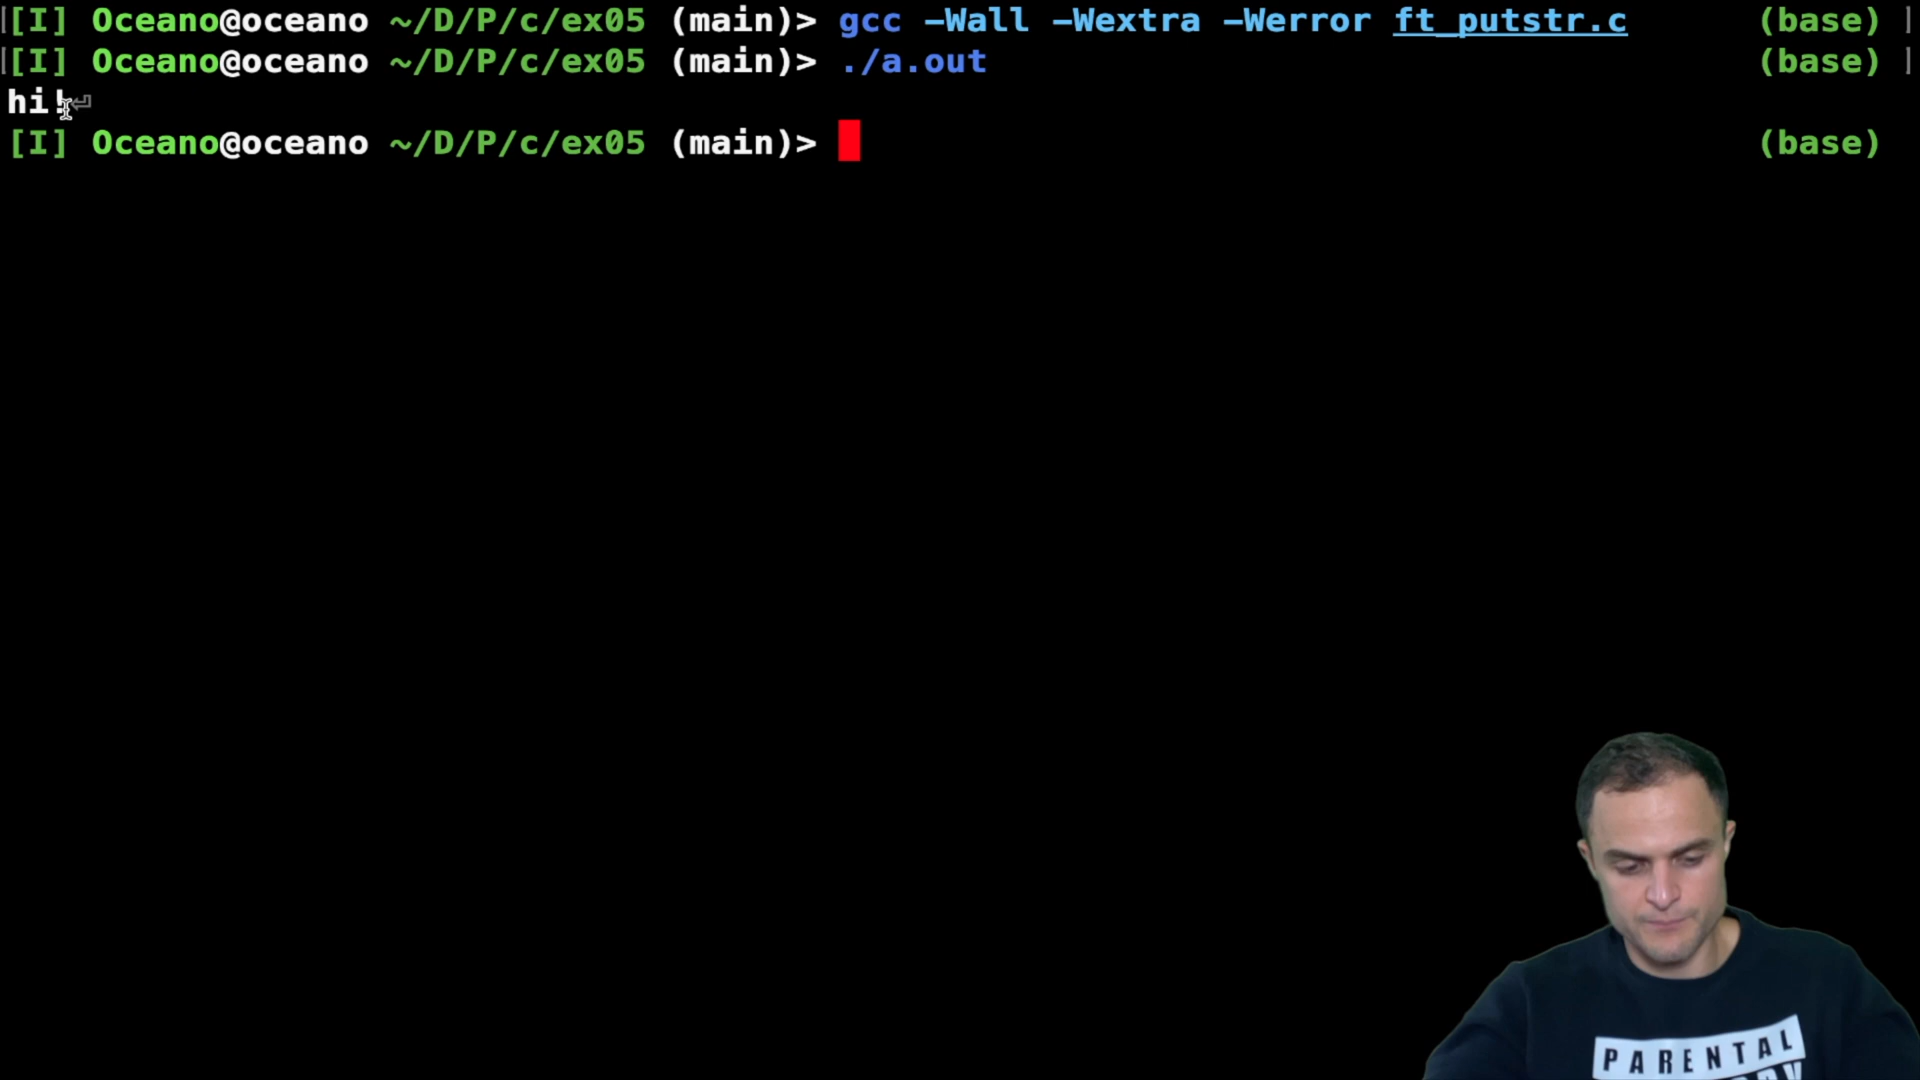 [I] Oceano@oceano ~/D/P/c/ex05 (main)> gcc -Wall -Wextra -Werror ft_putstr.c (base)
[I] Oceano@oceano ~/D/P/c/ex05 (main)> ./a.out (base)
hi!⏎
[I] Oceano@oceano ~/D/P/c/ex05 (main)> (base)
PARENTAL